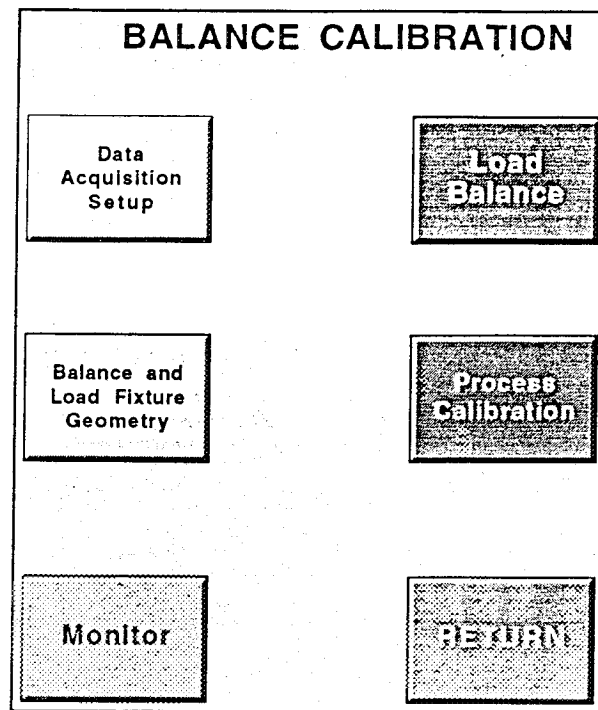 BALANCE CALIBRATION
Data
Acquisition
Setup
Load
Balance
Balance and
Load Fixture
Geometry
Process
Calibration
Monitor
RETURN